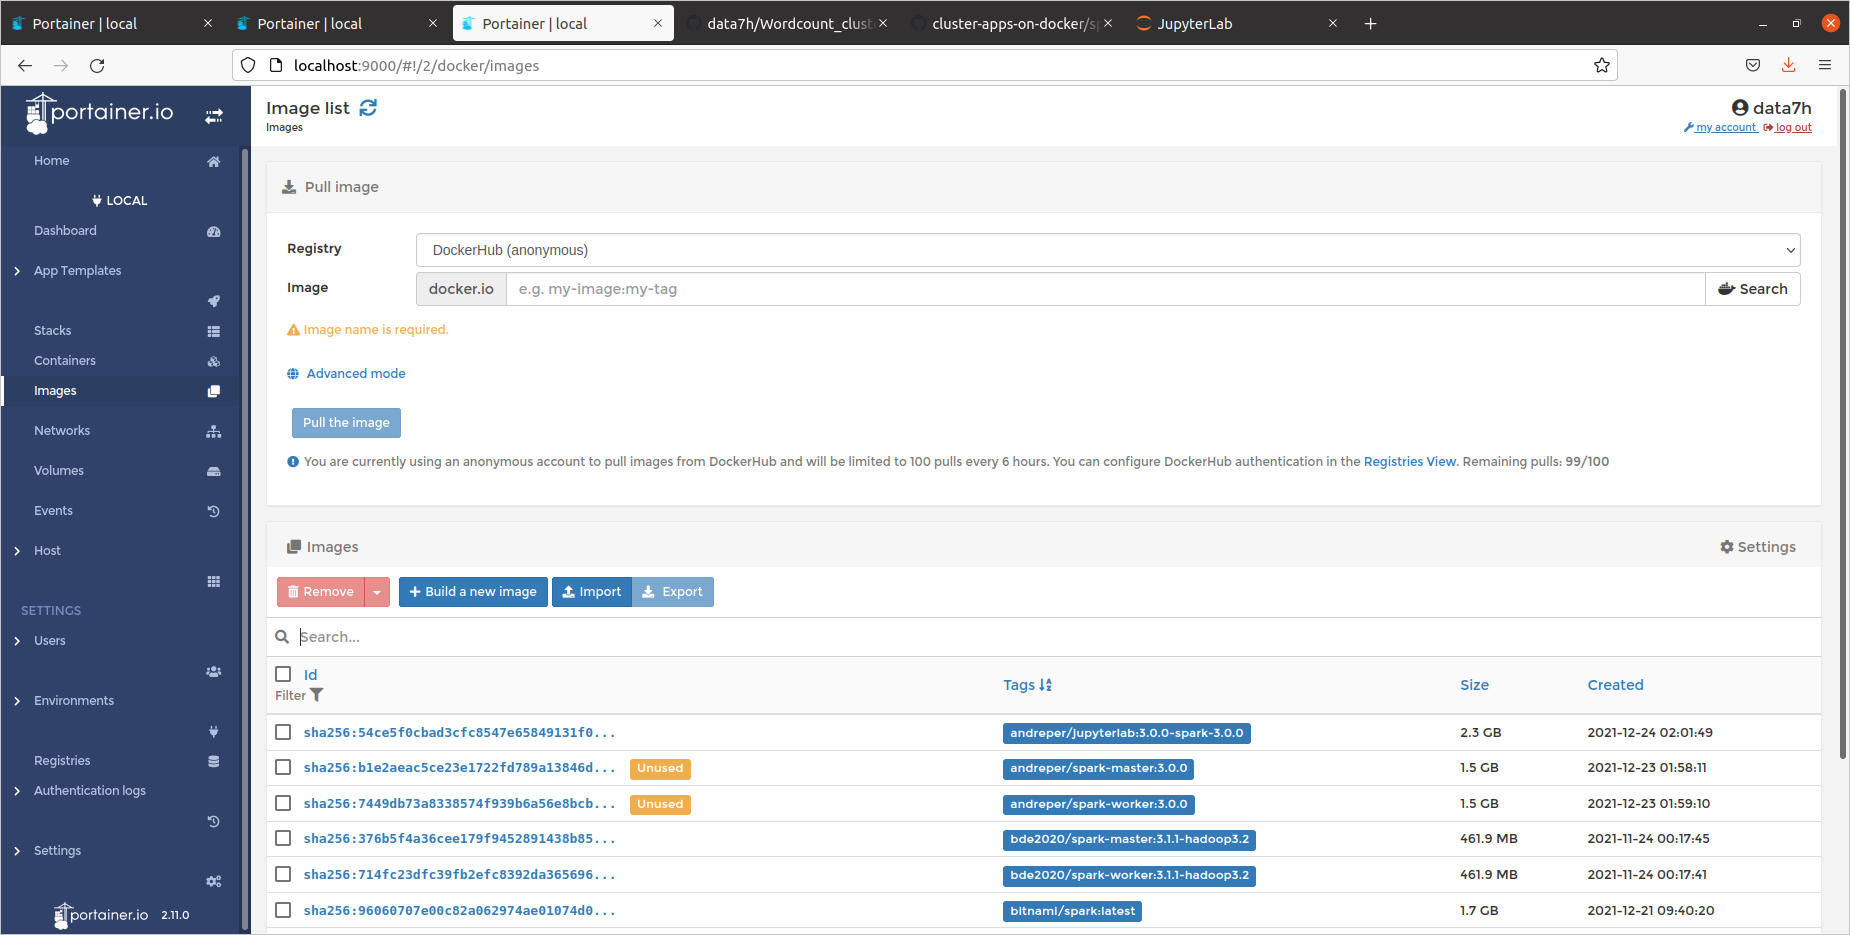 Portainer | local
Portainer | local
Portainer | local
data7h/Wordcount_clust
cluster-apps-on-docker/sp
JupyterLab
localhost:9000/#!/2/docker/images
portainer.io
Home
LOCAL
Dashboard
App Templates
Stacks
Containers
Images
Networks
Volumes
Events
Host
SETTINGS
Users
Environments
Registries
Authentication logs
Settings
portainer.io 2.11.0
Image list
Images
data7h
my account log out
Pull image
Registry DockerHub (anonymous)
Image docker.io e.g. my-image:my-tag Search
Image name is required.
Advanced mode
Pull the image
You are currently using an anonymous account to pull images from DockerHub and will be limited to 100 pulls every 6 hours. You can configure DockerHub authentication in the Registries View. Remaining pulls: 99/100
Images Settings
Remove Build a new image Import Export
Search...
Id Tags Size Created
Filter
sha256:54ce5f0cbad3cfc8547e65849131f0... andreper/jupyterlab:3.0.0-spark-3.0.0 2.3 GB 2021-12-24 02:01:49
sha256:b1e2aeac5ce23e1722fd789a13846d... Unused andreper/spark-master:3.0.0 1.5 GB 2021-12-23 01:58:11
sha256:7449db73a8338574f939b6a56e8bcb... Unused andreper/spark-worker:3.0.0 1.5 GB 2021-12-23 01:59:10
sha256:376b5f4a36cee179f9452891438b85... bde2020/spark-master:3.1.1-hadoop3.2 461.9 MB 2021-11-24 00:17:45
sha256:714fc23dfc39fb2efc8392da365696... bde2020/spark-worker:3.1.1-hadoop3.2 461.9 MB 2021-11-24 00:17:41
sha256:96060707e00c82a062974ae01074d0... bitnami/spark:latest 1.7 GB 2021-12-21 09:40:20